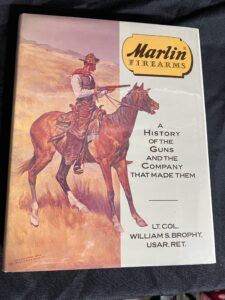 Marlin
FIREARMS
A
HISTORY
OF THE
GUNS
AND THE
COMPANY
THAT MADE THEM
LT. COL.
WILLIAM S. BROPHY,
USAR, RET.